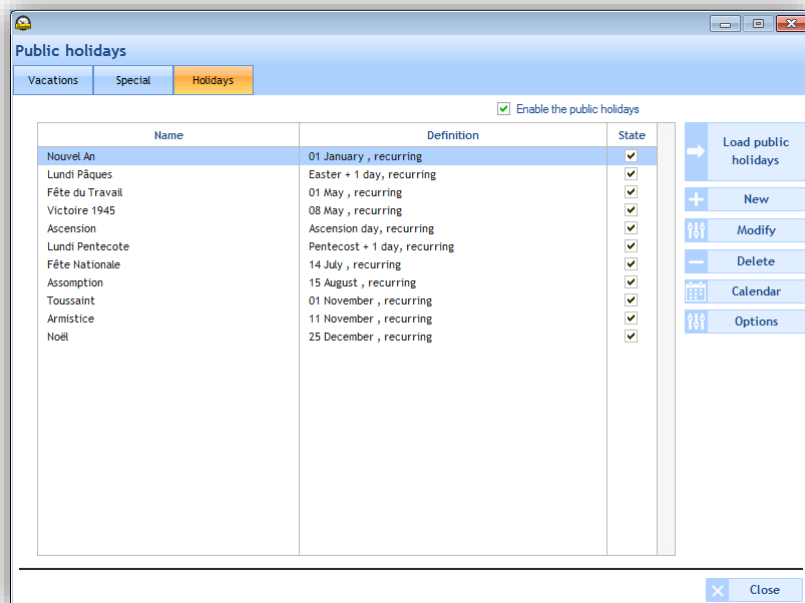 Public holidays
Vacations Special Holidays
Enable the public holidays
Name Definition State
Nouvel An 01 January , recurring
Lundi Pâques Easter + 1 day, recurring
Fête du Travail 01 May , recurring
Victoire 1945 08 May , recurring
Ascension Ascension day, recurring
Lundi Pentecote Pentecost + 1 day, recurring
Fête Nationale 14 July , recurring
Assomption 15 August , recurring
Toussaint 01 November , recurring
Armistice 11 November , recurring
Noël 25 December , recurring
Load public
holidays
New
Modify
Delete
Calendar
Options
Close